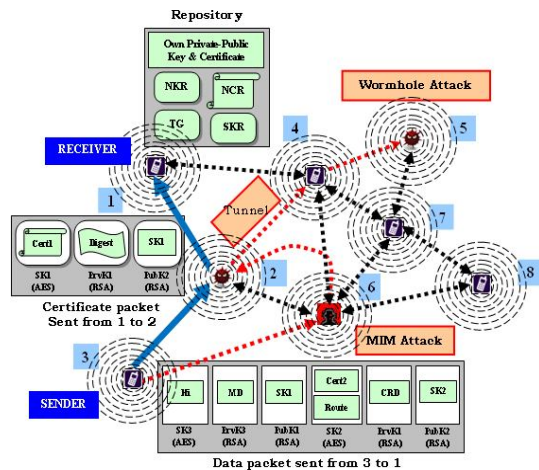 Repository
Own Private-Public
Key & Certificate
NKR
NCR
TG
SKR
Wormhole Attack
RECEIVER
4
5
1
Tunnel
7
Cert1
Digest
SK1
SK1
(AES)
PrvK1
(RSA)
PubK2
(RSA)
2
6
8
Certificate packet
Sent from 1 to 2
3
MIM Attack
SENDER
Hi
MD
SK1
Cert2
Route
CRD
SK2
SK3
(AES)
PrvK3
(RSA)
PubK1
(RSA)
SK2
(AES)
PrvK1
(RSA)
PubK2
(RSA)
Data packet sent from 3 to 1